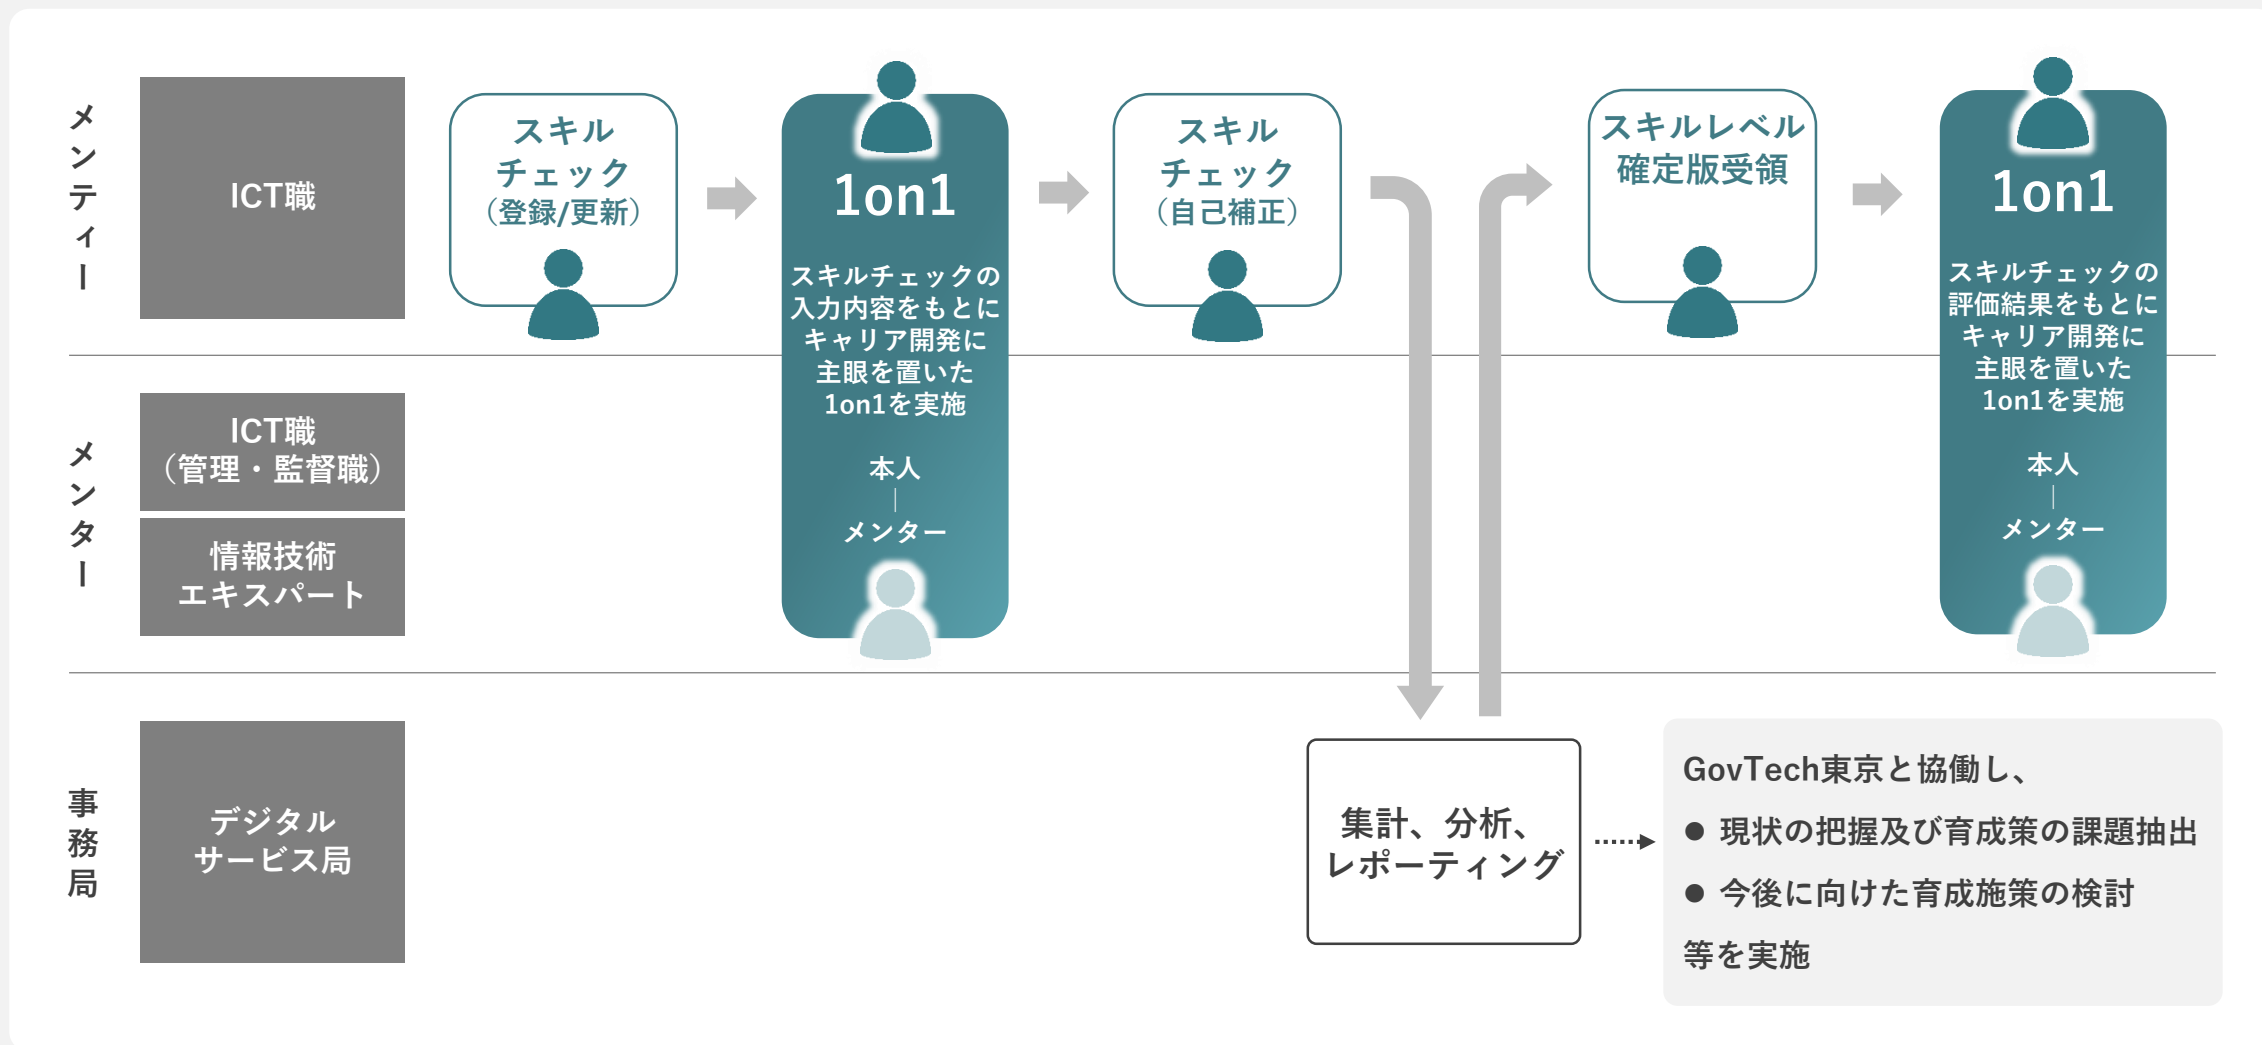 メンティー
ICT職
スキル
チェック
（登録/更新）
1on1
スキルチェックの
入力内容をもとに
キャリア開発に
主眼を置いた
1on1を実施
本人
｜
メンター
スキル
チェック
（自己補正）
スキルレベル
確定版受領
1on1
スキルチェックの
評価結果をもとに
キャリア開発に
主眼を置いた
1on1を実施
本人
｜
メンター
メンター
ICT職
（管理・監督職）
情報技術
エキスパート
事務局
デジタル
サービス局
集計、分析、
レポーティング
GovTech東京と協働し、
● 現状の把握及び育成策の課題抽出
● 今後に向けた育成施策の検討
等を実施